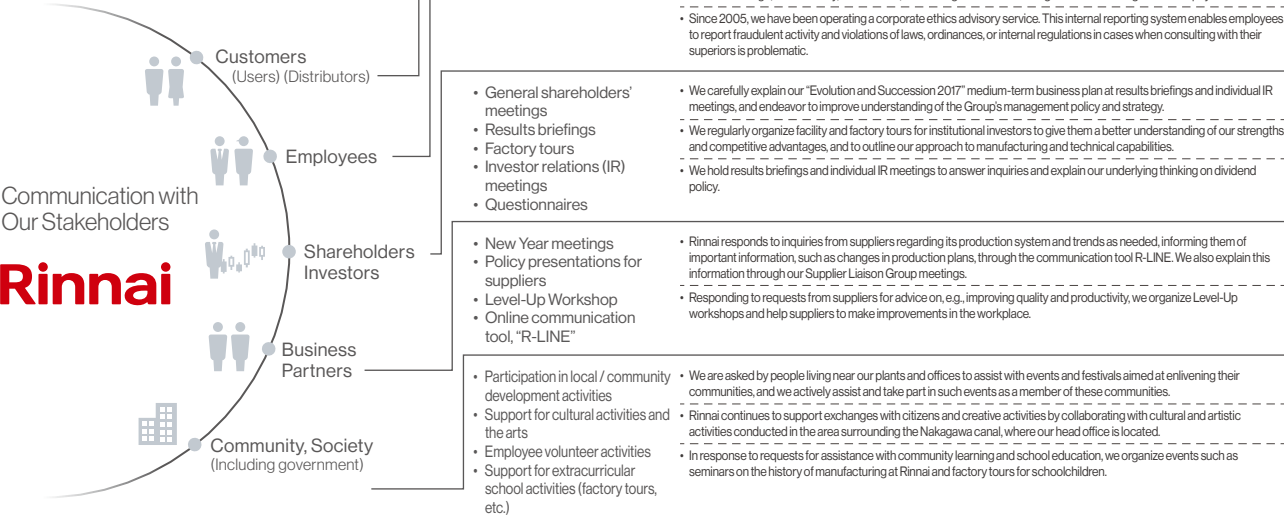 • Since 2005, we have been operating a corporate ethics advisory service. This internal reporting system enables employees
to report fraudulent activity and violations of laws, ordinances, or internal regulations in cases when consulting with their
superiors is problematic.
Customers
(Users) (Distributors)
Employees
Communication with
Our Stakeholders
Rinnai
Shareholders
Investors
Business
Partners
Community, Society
(Including government)
• General shareholders’
meetings
• Results briefings
• Factory tours
• Investor relations (IR)
meetings
• Questionnaires
• We carefully explain our “Evolution and Succession 2017” medium-term business plan at results briefings and individual IR
meetings, and endeavor to improve understanding of the Group’s management policy and strategy.
• We regularly organize facility and factory tours for institutional investors to give them a better understanding of our strengths
and competitive advantages, and to outline our approach to manufacturing and technical capabilities.
• We hold results briefings and individual IR meetings to answer inquiries and explain our underlying thinking on dividend
policy.
• New Year meetings
• Policy presentations for
suppliers
• Level-Up Workshop
• Online communication
tool, “R-LINE”
• Rinnai responds to inquiries from suppliers regarding its production system and trends as needed, informing them of
important information, such as changes in production plans, through the communication tool R-LINE. We also explain this
information through our Supplier Liaison Group meetings.
• Responding to requests from suppliers for advice on, e.g., improving quality and productivity, we organize Level-Up
workshops and help suppliers to make improvements in the workplace.
• Participation in local / community
development activities
• Support for cultural activities and
the arts
• Employee volunteer activities
• Support for extracurricular
school activities (factory tours,
etc.)
• We are asked by people living near our plants and offices to assist with events and festivals aimed at enlivening their
communities, and we actively assist and take part in such events as a member of these communities.
• Rinnai continues to support exchanges with citizens and creative activities by collaborating with cultural and artistic
activities conducted in the area surrounding the Nakagawa canal, where our head office is located.
• In response to requests for assistance with community learning and school education, we organize events such as
seminars on the history of manufacturing at Rinnai and factory tours for schoolchildren.